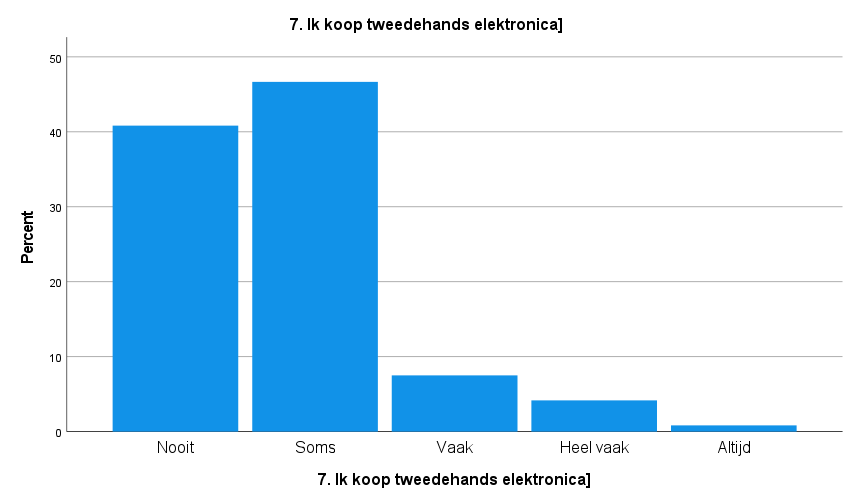 7. Ik koop tweedehands elektronica]
50
40
30
20
10
0
Percent
Nooit Soms Vaak Heel vaak Altijd
7. Ik koop tweedehands elektronica]